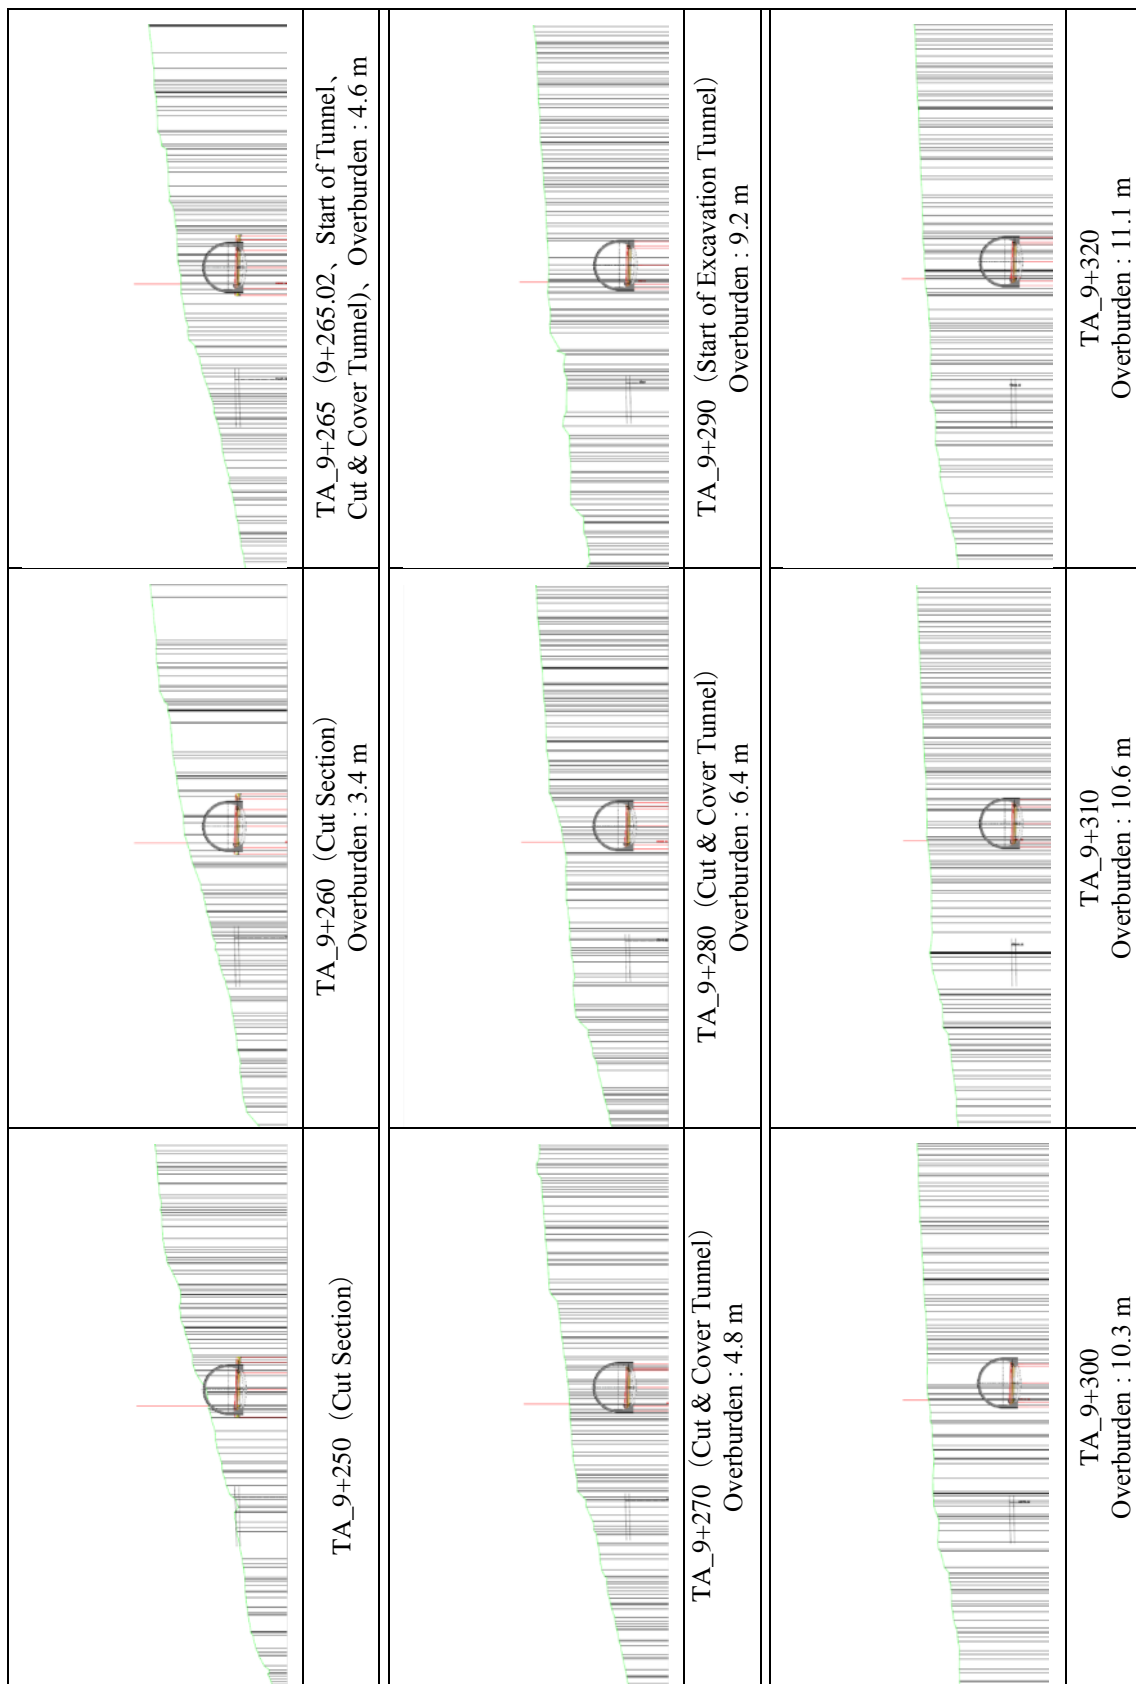 TA_9+250（Cut Section）
TA_9+260（Cut Section）
Overburden : 3.4 m
TA_9+265（9+265.02、Start of Tunnel、
Cut & Cover Tunnel)、Overburden : 4.6 m
TA_9+270（Cut & Cover Tunnel）
Overburden : 4.8 m
TA_9+280（Cut & Cover Tunnel）
Overburden : 6.4 m
TA_9+290（Start of Excavation Tunnel）
Overburden : 9.2 m
TA_9+300
Overburden : 10.3 m
TA_9+310
Overburden : 10.6 m
TA_9+320
Overburden : 11.1 m